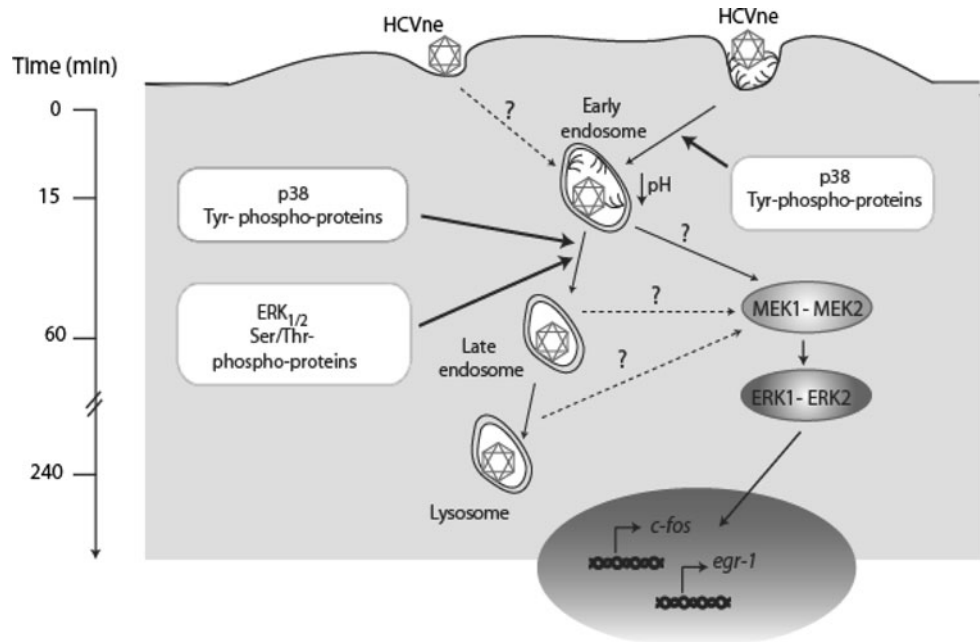 HCVne
HCVne
Time (min)
0
?
Early
endosome
p38
Tyr- phospho-proteins
15
pH
p38
Tyr-phospho-proteins
?
ERK1/2
Ser/Thr-
phospho-proteins
60
?
MEK1- MEK2
Late
endosome
?
ERK1- ERK2
240
Lysosome
c-fos
egr-1